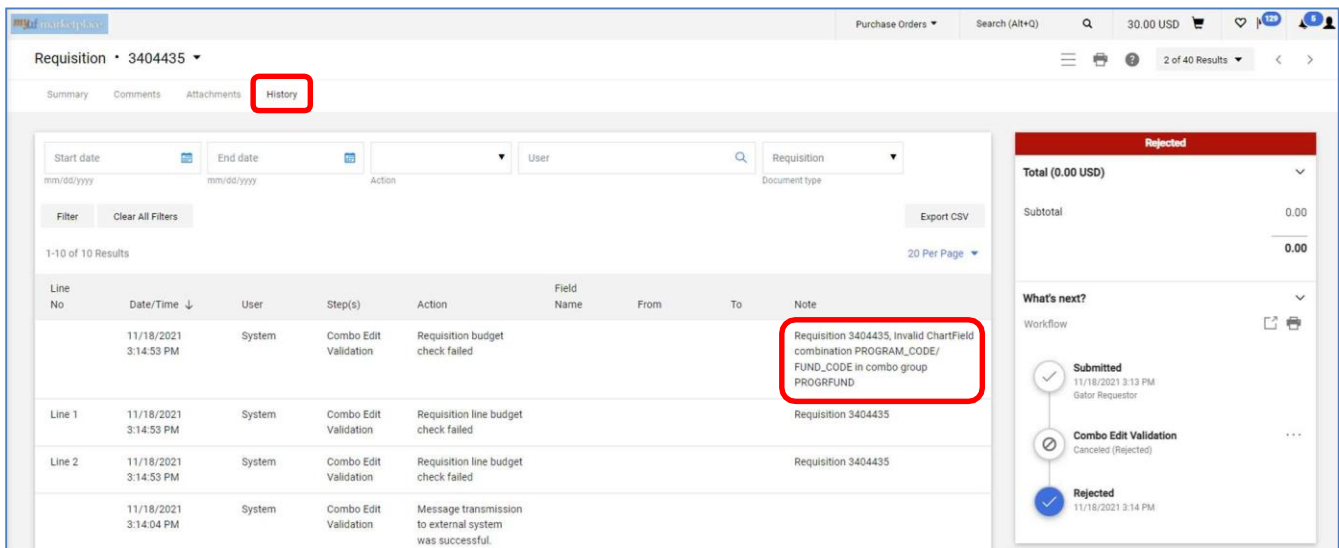 myuf marketplace
Purchase Orders
Search (Alt+Q)
30.00 USD
129
5
Requisition • 3404435
2 of 40 Results
Summary
Comments
Attachments
History
Start date
End date
User
Requisition
mm/dd/yyyy
mm/dd/yyyy
Action
Document type
Filter
Clear All Filters
Export CSV
1-10 of 10 Results
20 Per Page
Line No
Date/Time ↓
User
Step(s)
Action
Field Name
From
To
Note
11/18/2021
3:14:53 PM
System
Combo Edit
Validation
Requisition budget
check failed
Requisition 3404435, Invalid ChartField
combination PROGRAM_CODE/
FUND_CODE in combo group
PROGRFUND
Line 1
11/18/2021
3:14:53 PM
System
Combo Edit
Validation
Requisition line budget
check failed
Requisition 3404435
Line 2
11/18/2021
3:14:53 PM
System
Combo Edit
Validation
Requisition line budget
check failed
Requisition 3404435
11/18/2021
3:14:04 PM
System
Combo Edit
Validation
Message transmission
to external system
was successful.
Rejected
Total (0.00 USD)
Subtotal
0.00
0.00
What's next?
Workflow
Submitted
11/18/2021 3:13 PM
Gator Requestor
Combo Edit Validation
Canceled (Rejected)
Rejected
11/18/2021 3:14 PM